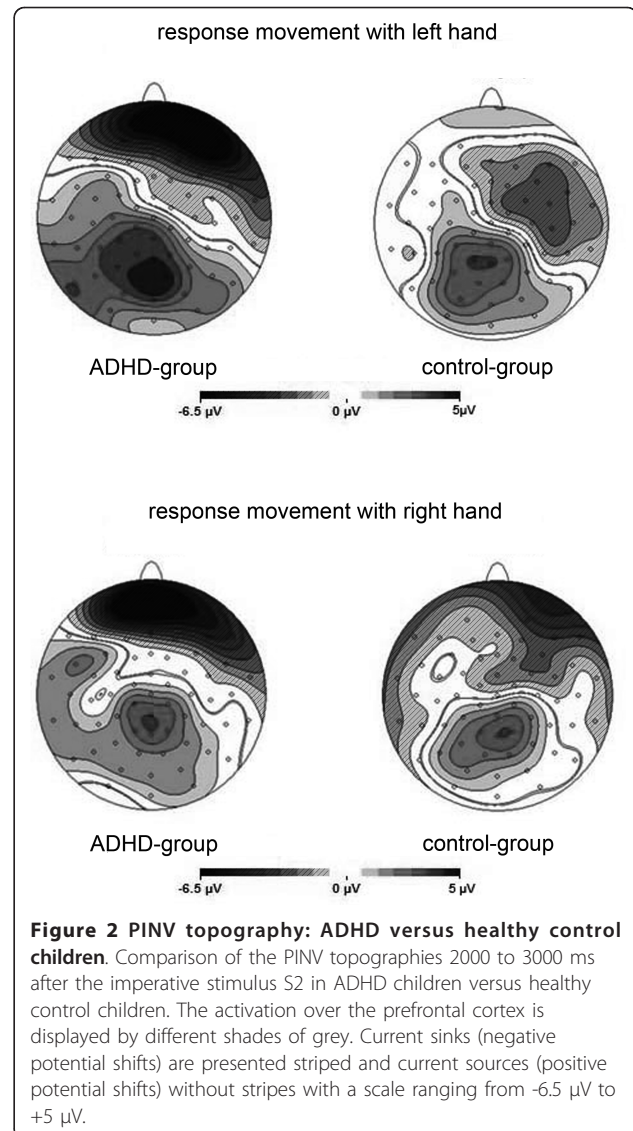 response movement with left hand
ADHD-group
control-group
-6.5 µV
0 µV
5µV
response movement with right hand
ADHD-group
control-group
-6.5 µV
0 µV
5 µV
Figure 2 PINV topography: ADHD versus healthy control
children. Comparison of the PINV topographies 2000 to 3000 ms
after the imperative stimulus S2 in ADHD children versus healthy
control children. The activation over the prefrontal cortex is
displayed by different shades of grey. Current sinks (negative
potential shifts) are presented striped and current sources (positive
potential shifts) without stripes with a scale ranging from -6.5 µV to
+5 µV.